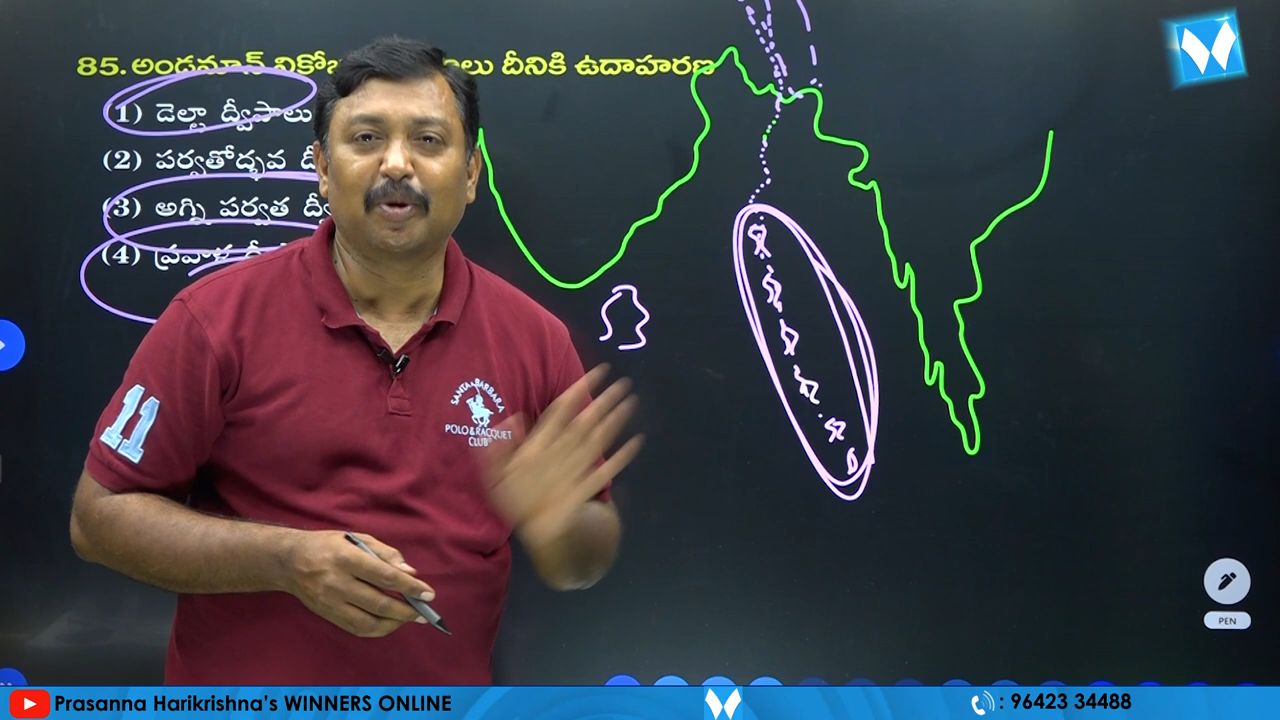 85. అండమాన్ దీనికి ఉదాహరణ
(1) డెల్టా ద్వీపాలు
(2) పర్వతోద్భవ
(3) అగ్ని పర్వత
(4) ప్రవాళ
11
SANTA BARBARA
POLO & RACQUET
CLUB
PEN
Prasanna Harikrishna's WINNERS ONLINE
W
: 96423 34488